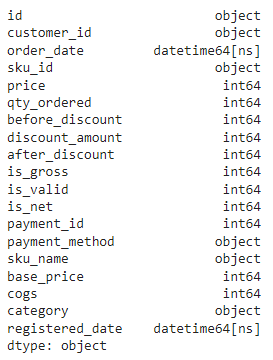 id object
customer_id object
order_date datetime64[ns]
sku_id object
price int64
qty_ordered int64
before_discount int64
discount_amount int64
after_discount int64
is_gross int64
is_valid int64
is_net int64
payment_id int64
payment_method object
sku_name object
base_price int64
cogs int64
category object
registered_date datetime64[ns]
dtype: object